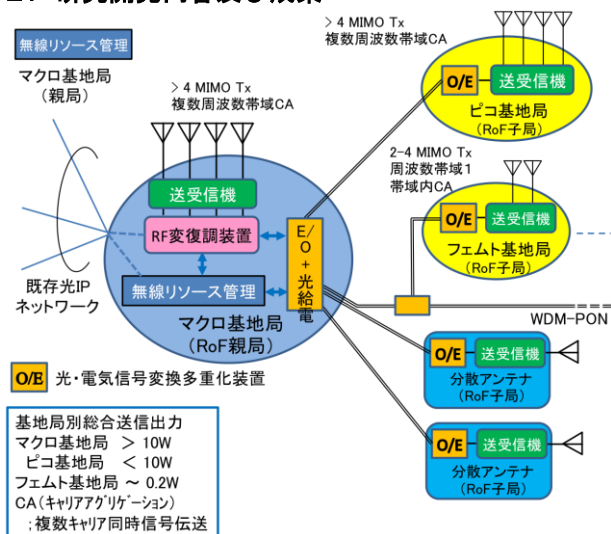 無線リソース管理
マクロ基地局
(親局)
> 4 MIMO Tx
複数周波数帯域CA
送受信機
RF変復調装置
無線リソース管理
E/O+光給電
マクロ基地局
(RoF親局)
既存光IP
ネットワーク
> 4 MIMO Tx
複数周波数帯域CA
O/E
送受信機
ピコ基地局
(RoF子局)
2-4 MIMO Tx
周波数帯域1
帯域内CA
O/E
送受信機
フェムト基地局
(RoF子局)
WDM-PON
O/E
送受信機
分散アンテナ
(RoF子局)
O/E
送受信機
分散アンテナ
(RoF子局)
O/E 光・電気信号変換多重化装置
基地局別総合送信出力
マクロ基地局 > 10W
ピコ基地局 < 10W
フェムト基地局 ~ 0.2W
CA(キャリアアグリゲーション)
;複数キャリア同時信号伝送